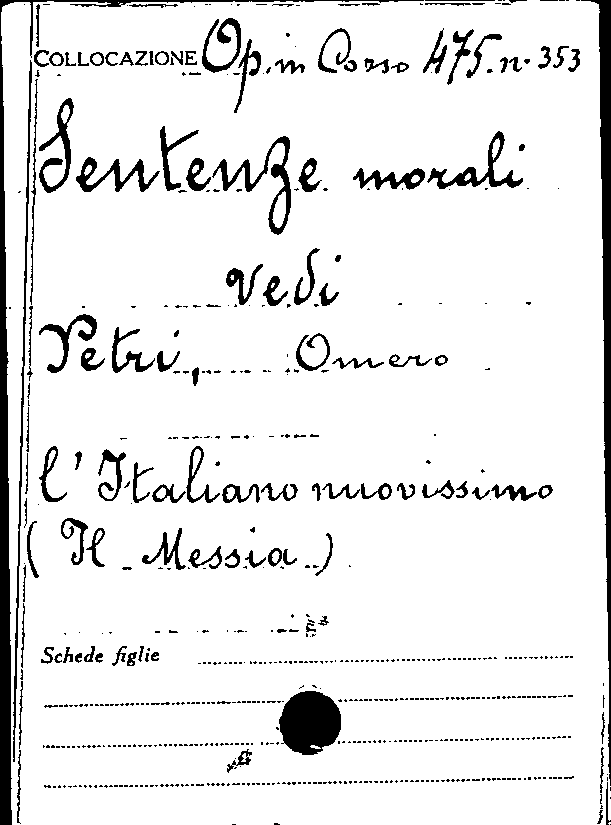 COLLOCAZIONE Op. in Corso 475. n. 353
Sentenze morali
vedi
Petri, Omero
l'Italiano nuovissimo
(Il Messia)
Schede figlie